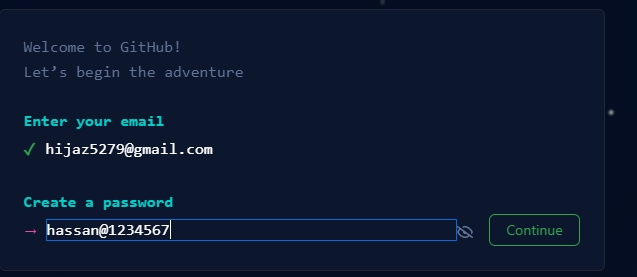 Welcome to GitHub!
Let’s begin the adventure
Enter your email
✓ hijaz5279@gmail.com
Create a password
→ hassan@1234567
Continue